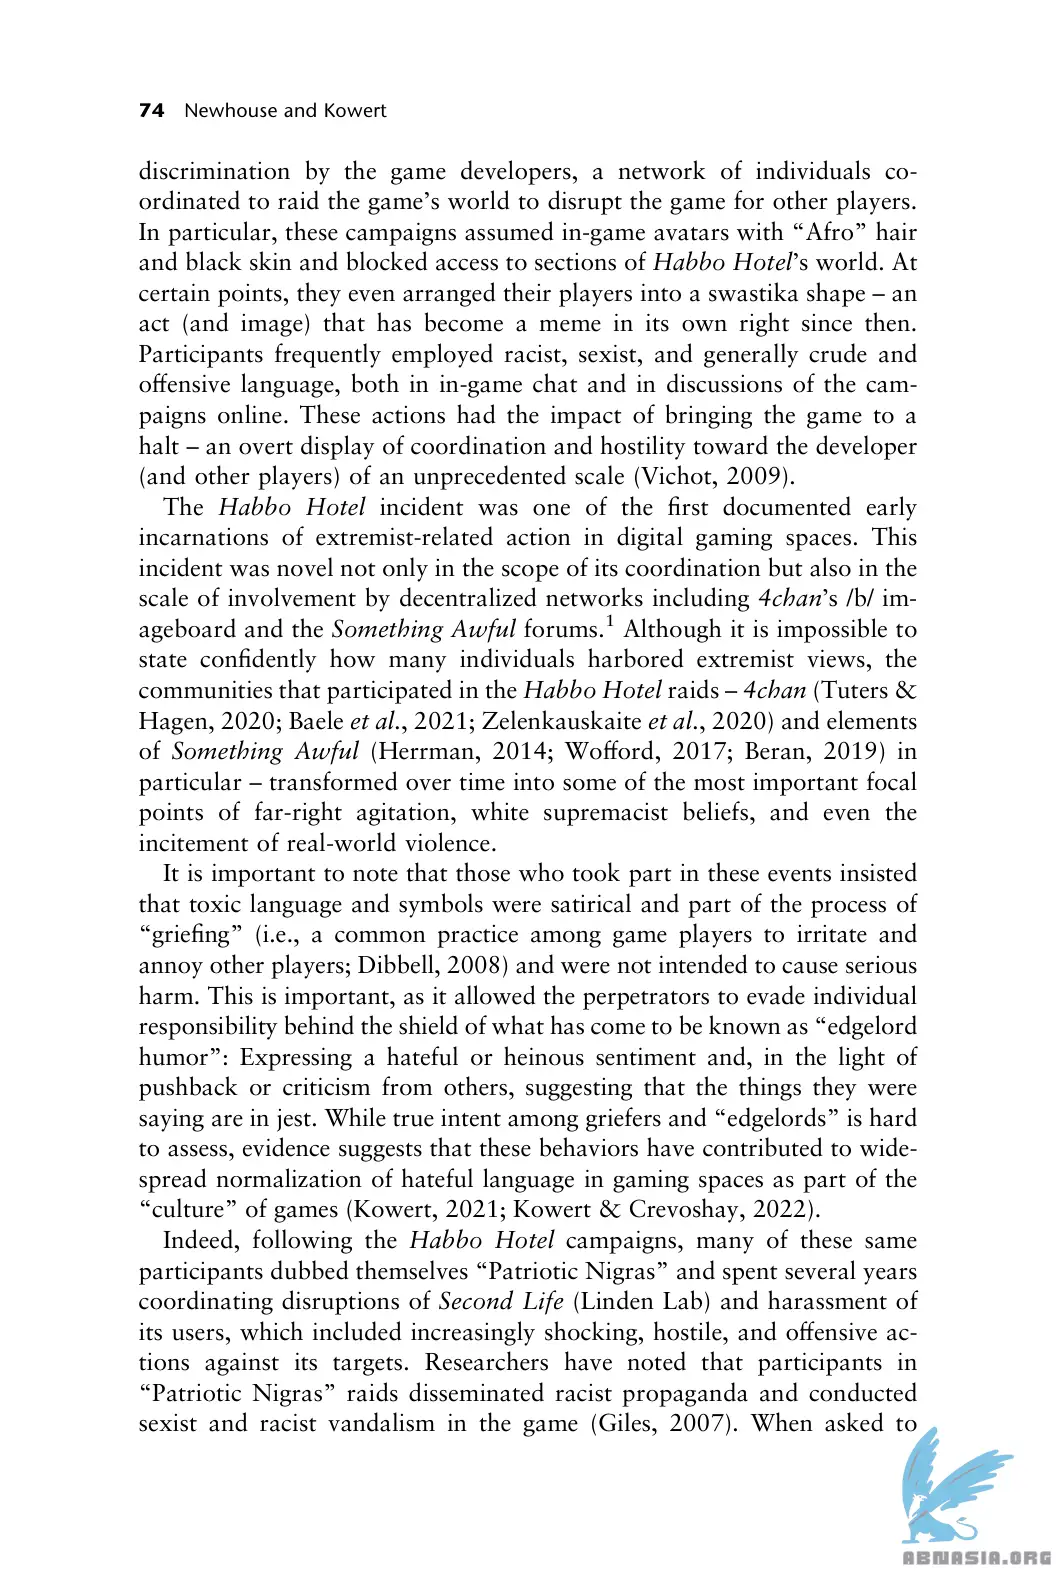 74 Newhouse and Kowert
discrimination by the game developers, a network of individuals co-
ordinated to raid the game’s world to disrupt the game for other players.
In particular, these campaigns assumed in-game avatars with “Afro” hair
and black skin and blocked access to sections of Habbo Hotel’s world. At
certain points, they even arranged their players into a swastika shape – an
act (and image) that has become a meme in its own right since then.
Participants frequently employed racist, sexist, and generally crude and
offensive language, both in in-game chat and in discussions of the cam-
paigns online. These actions had the impact of bringing the game to a
halt – an overt display of coordination and hostility toward the developer
(and other players) of an unprecedented scale (Vichot, 2009).
The Habbo Hotel incident was one of the first documented early
incarnations of extremist-related action in digital gaming spaces. This
incident was novel not only in the scope of its coordination but also in the
scale of involvement by decentralized networks including 4chan’s /b/ im-
ageboard and the Something Awful forums.1 Although it is impossible to
state confidently how many individuals harbored extremist views, the
communities that participated in the Habbo Hotel raids – 4chan (Tuters &
Hagen, 2020; Baele et al., 2021; Zelenkauskaite et al., 2020) and elements
of Something Awful (Herrman, 2014; Wofford, 2017; Beran, 2019) in
particular – transformed over time into some of the most important focal
points of far-right agitation, white supremacist beliefs, and even the
incitement of real-world violence.
It is important to note that those who took part in these events insisted
that toxic language and symbols were satirical and part of the process of
“griefing” (i.e., a common practice among game players to irritate and
annoy other players; Dibbell, 2008) and were not intended to cause serious
harm. This is important, as it allowed the perpetrators to evade individual
responsibility behind the shield of what has come to be known as “edgelord
humor”: Expressing a hateful or heinous sentiment and, in the light of
pushback or criticism from others, suggesting that the things they were
saying are in jest. While true intent among griefers and “edgelords” is hard
to assess, evidence suggests that these behaviors have contributed to wide-
spread normalization of hateful language in gaming spaces as part of the
“culture” of games (Kowert, 2021; Kowert & Crevoshay, 2022).
Indeed, following the Habbo Hotel campaigns, many of these same
participants dubbed themselves “Patriotic Nigras” and spent several years
coordinating disruptions of Second Life (Linden Lab) and harassment of
its users, which included increasingly shocking, hostile, and offensive ac-
tions against its targets. Researchers have noted that participants in
“Patriotic Nigras” raids disseminated racist propaganda and conducted
sexist and racist vandalism in the game (Giles, 2007). When asked to
ABNASIA.ORG